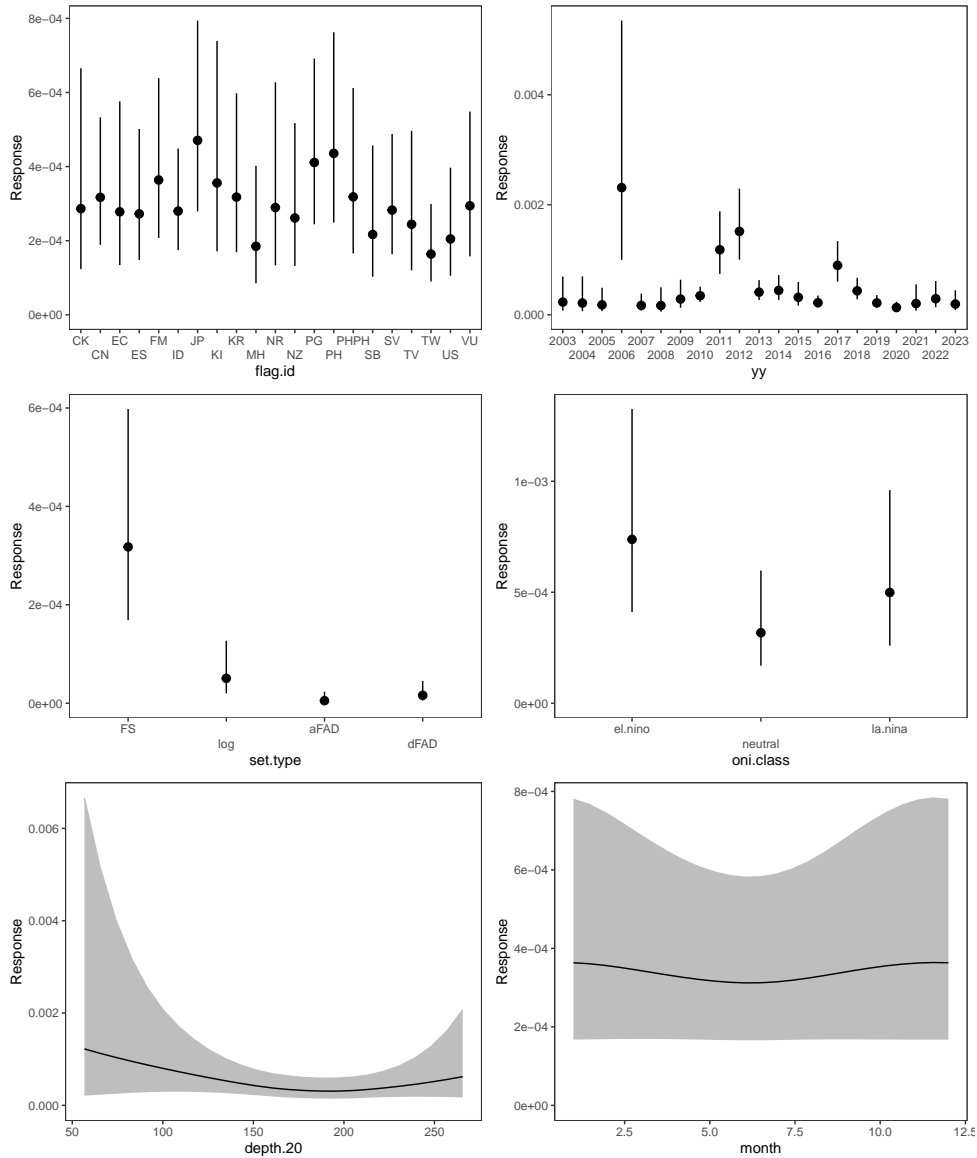 8e−04
6e−04
4e−04
2e−04
0e+00
Response
CK EC FM JP KR NR PG PHPH SV TW VU
CN ES ID KI MH NZ PH SB TV US
flag.id
0.004
0.002
0.000
Response
2003 2005 2007 2009 2011 2013 2015 2017 2019 2021 2023
2004 2006 2008 2010 2012 2014 2016 2018 2020 2022
yy
6e−04
4e−04
2e−04
0e+00
Response
FS aFAD
log dFAD
set.type
1e−03
5e−04
0e+00
Response
el.nino la.nina
neutral
oni.class
0.006
0.004
0.002
0.000
Response
50 100 150 200 250
depth.20
8e−04
6e−04
4e−04
2e−04
0e+00
Response
2.5 5.0 7.5 10.0 12.5
month